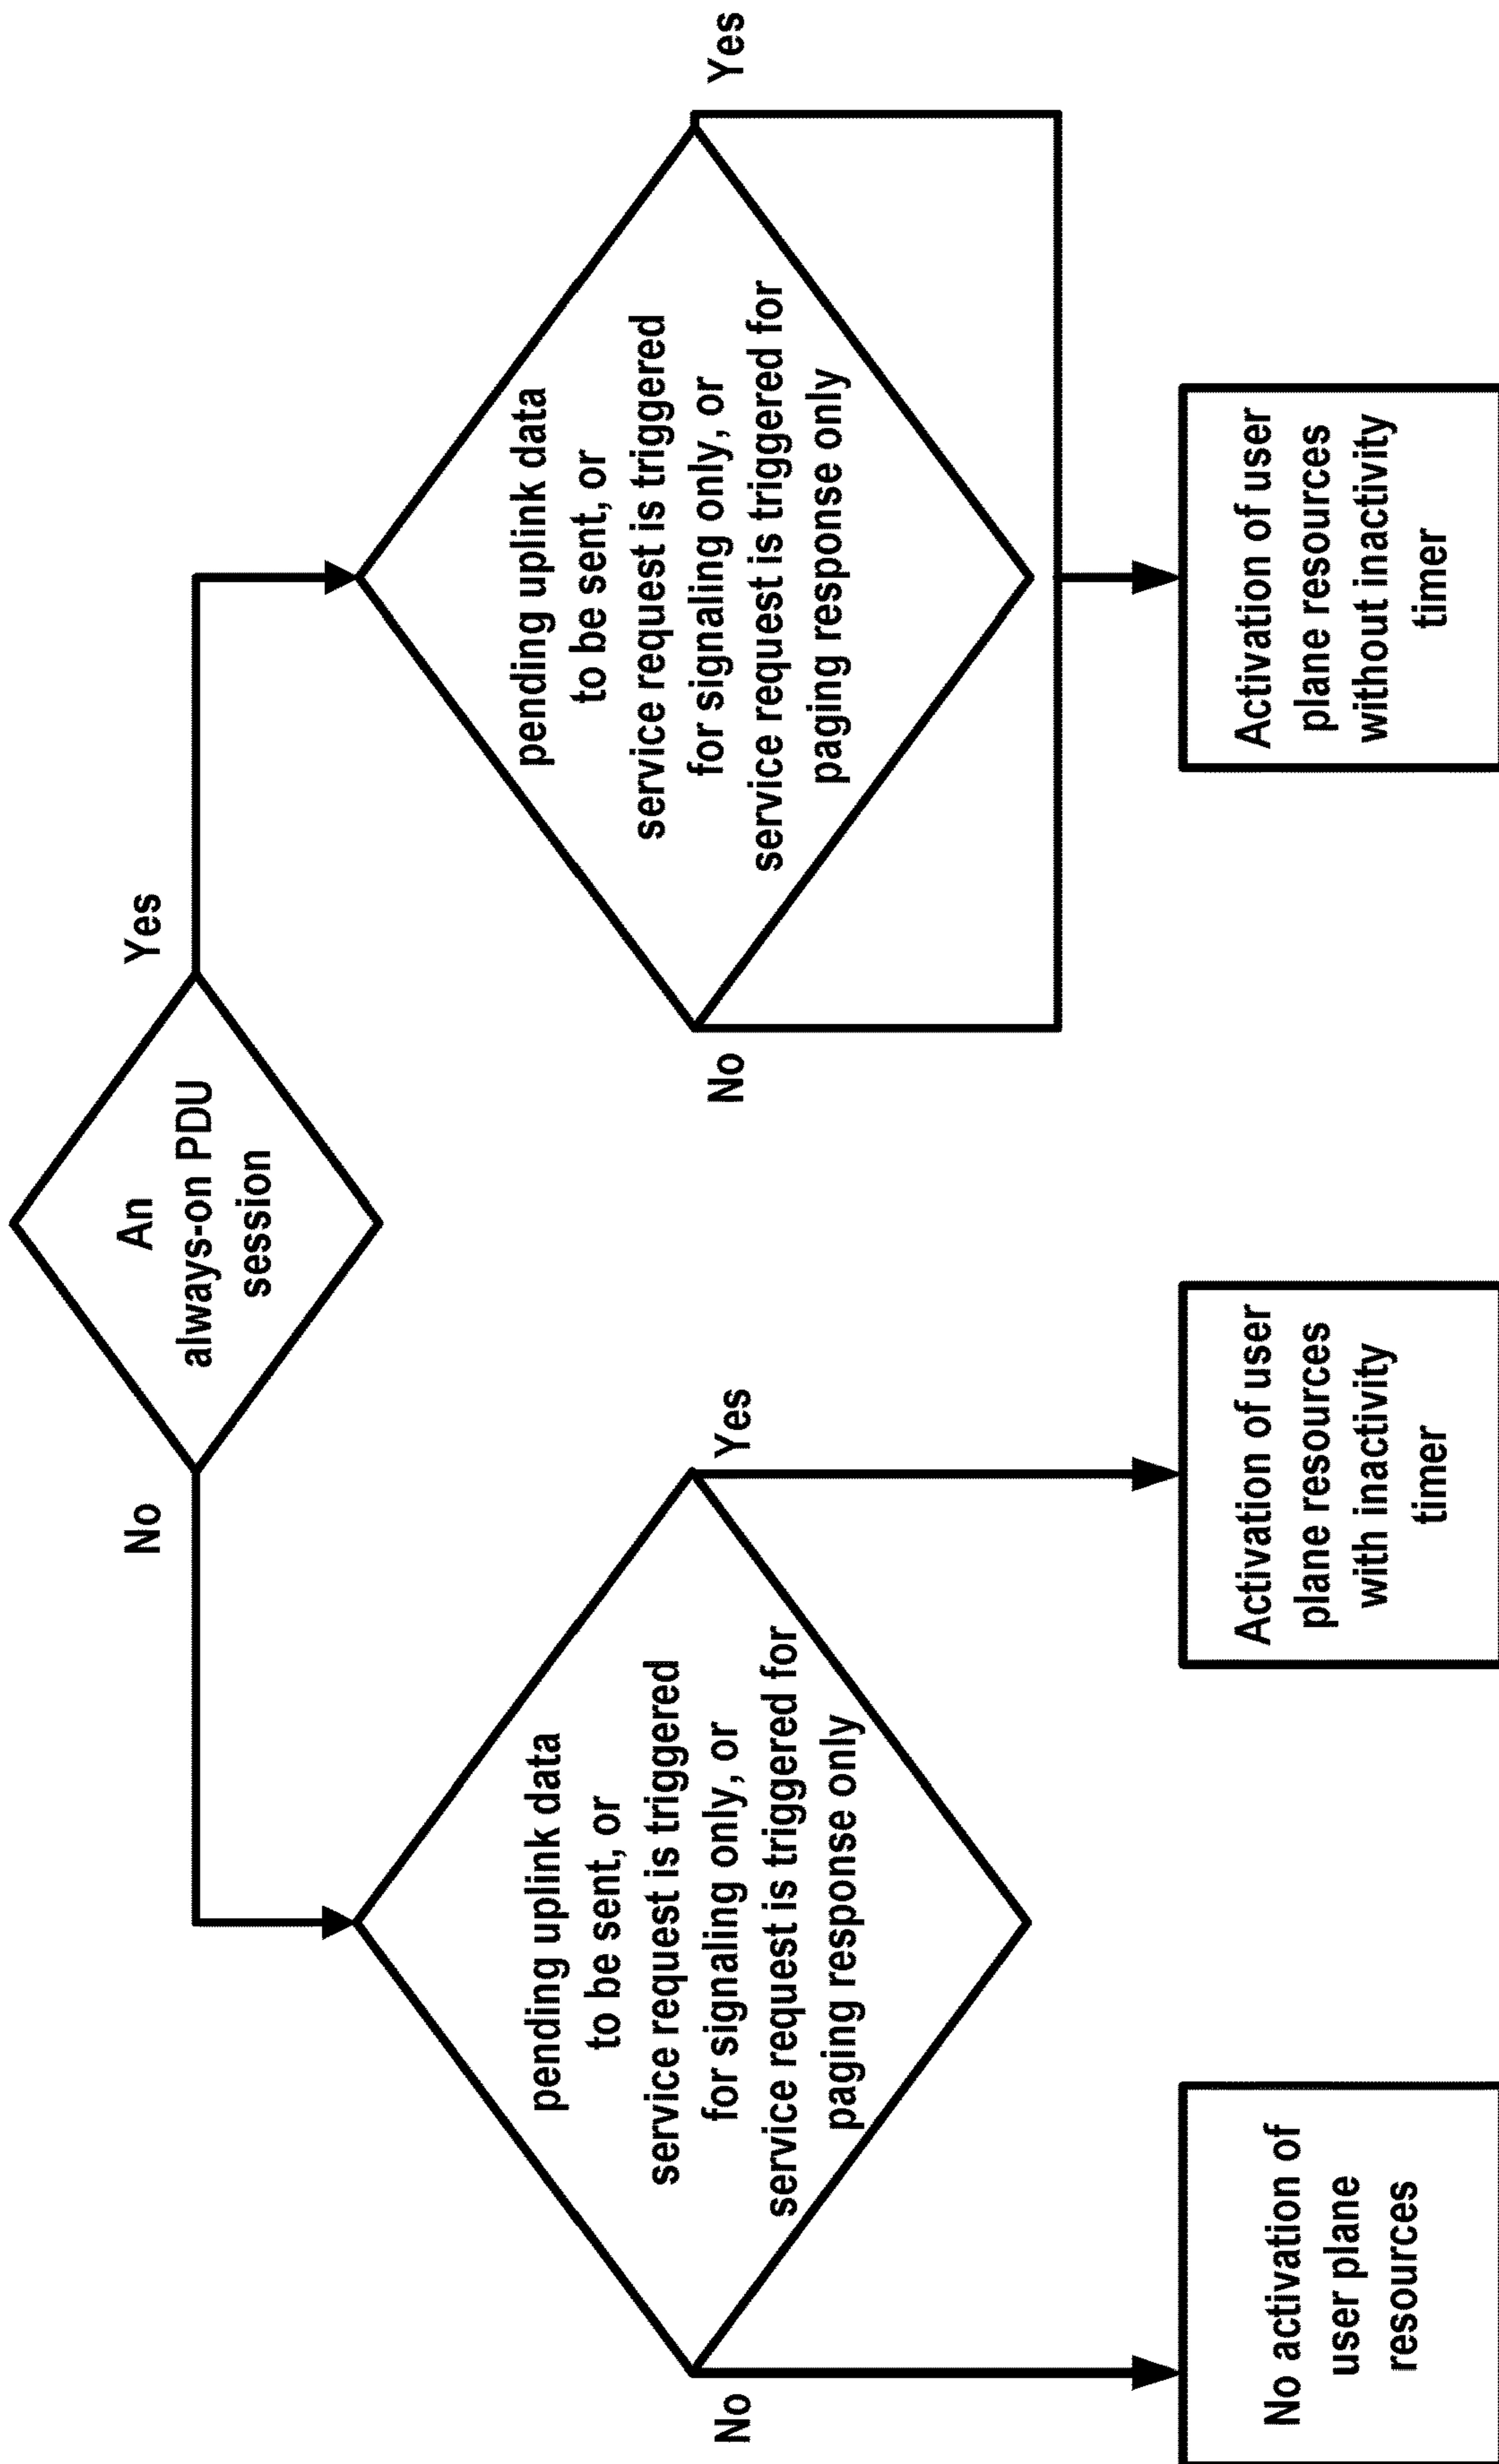 An
always-on PDU
session
No
Yes
pending uplink data
to be sent, or
service request is triggered
for signaling only, or
service request is triggered for
paging response only
No
Yes
pending uplink data
to be sent, or
service request is triggered
for signaling only, or
service request is triggered for
paging response only
No
Yes
No activation of
user plane
resources
Activation of user
plane resources
with inactivity
timer
Activation of user
plane resources
without inactivity
timer